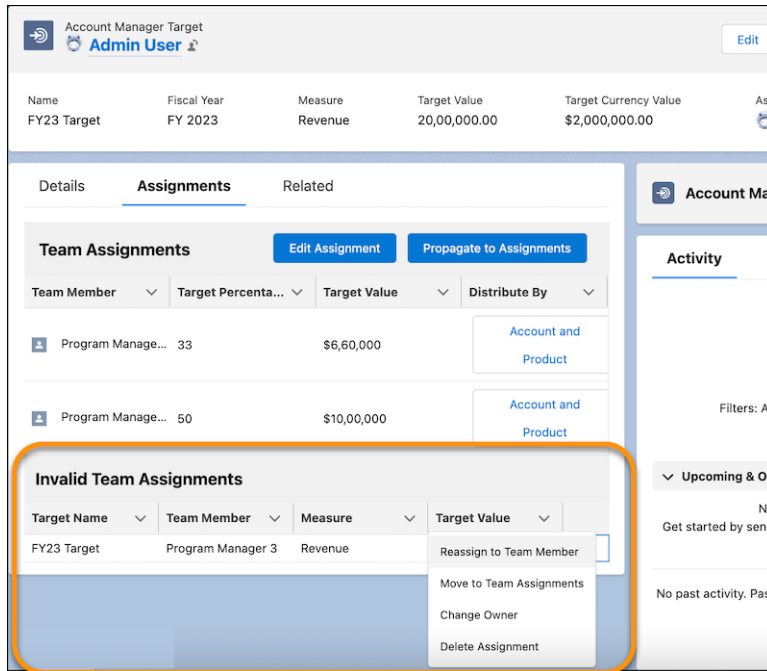 Account Manager Target
Admin User
Edit
Name
Fiscal Year
Measure
Target Value
Target Currency Value
As
FY23 Target
FY 2023
Revenue
20,00,000.00
$2,000,000.00
Details
Assignments
Related
Account Ma
Team Assignments
Edit Assignment
Propagate to Assignments
Activity
Team Member
Target Percenta...
Target Value
Distribute By
Program Manage...
33
$6,60,000
Account and
Product
Program Manage...
50
$10,00,000
Account and
Product
Filters: A
Invalid Team Assignments
Upcoming & O
Target Name
Team Member
Measure
Target Value
N
Get started by sen
FY23 Target
Program Manager 3
Revenue
Reassign to Team Member
Move to Team Assignments
Change Owner
Delete Assignment
No past activity. Pas